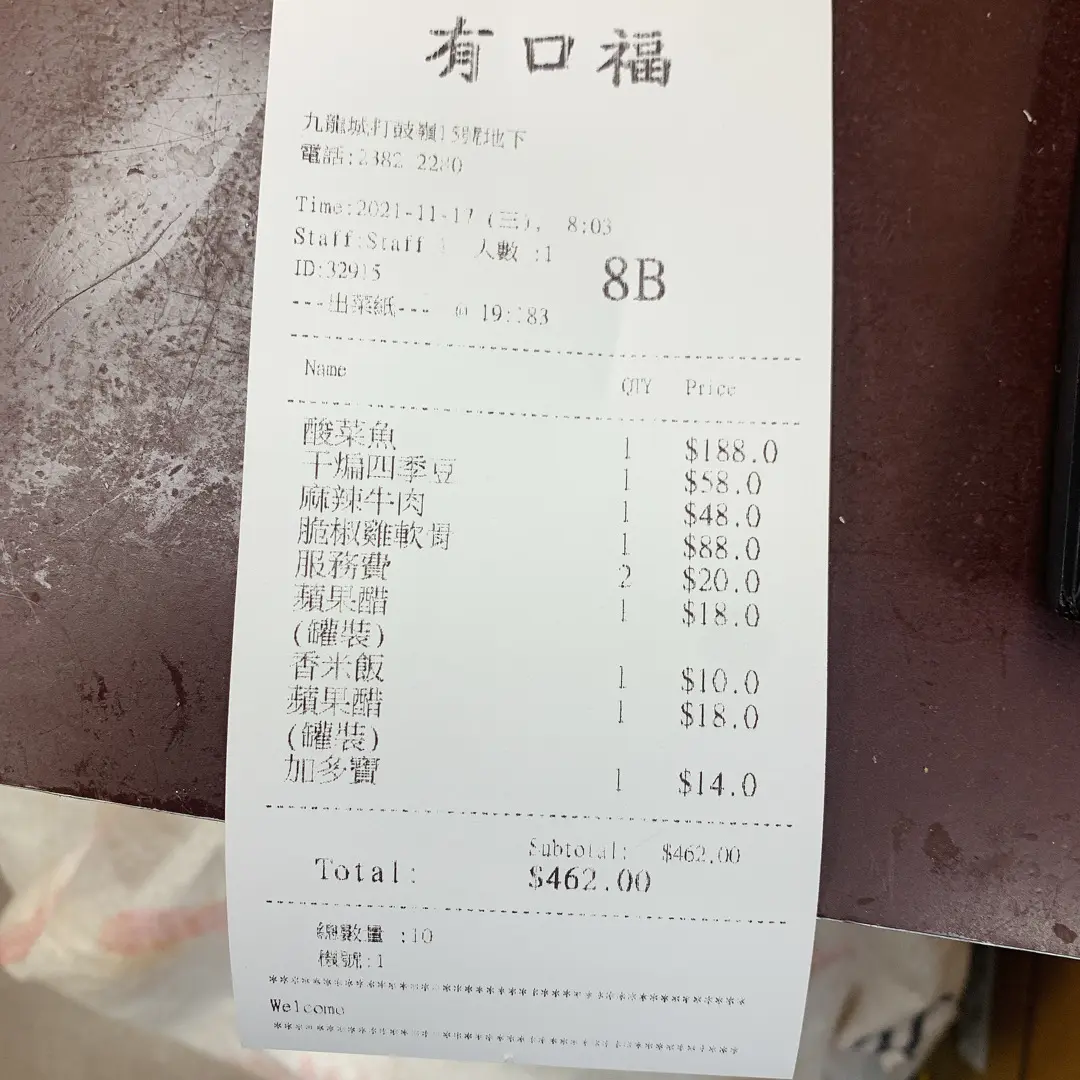 有口福
九龍城打鼓嶺15號地下
電話:2382 2280
Time:2021-11-17 (三), 8:03
Staff:Staff 人數 :1
ID:32915
8B
---出菜紙--- @ 19:
Name QTY Price
酸菜魚 1 $188.0
干煸四季豆 1 $58.0
麻辣牛肉 1 $48.0
脆椒雞軟骨 1 $88.0
服務費 2 $20.0
蘋果醋 1 $18.0
(罐裝)
香米飯 1 $10.0
蘋果醋 1 $18.0
(罐裝)
加多寶 1 $14.0
Subtotal: $462.00
Total: $462.00
總數量 :10
機號:1
Welcome